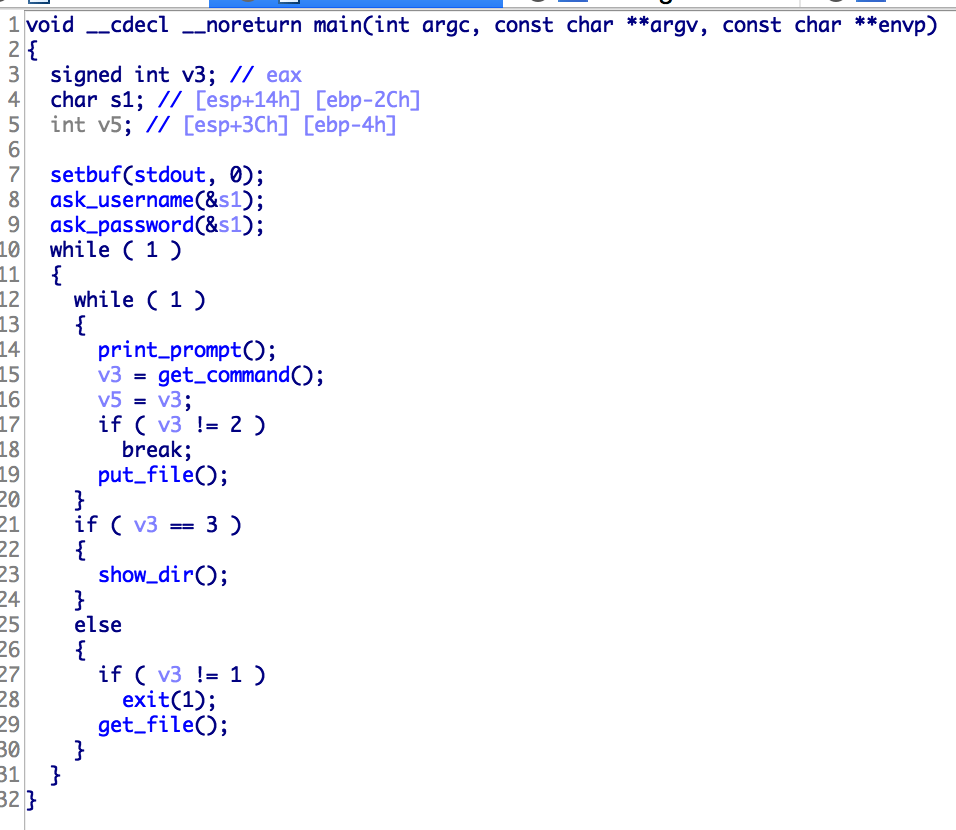 1 void __cdecl __noreturn main(int argc, const char **argv, const char **envp)
2 {
3   signed int v3; // eax
4   char s1; // [esp+14h] [ebp-2Ch]
5   int v5; // [esp+3Ch] [ebp-4h]
6
7   setbuf(stdout, 0);
8   ask_username(&s1);
9   ask_password(&s1);
10   while ( 1 )
11   {
12     while ( 1 )
13     {
14       print_prompt();
15       v3 = get_command();
16       v5 = v3;
17       if ( v3 != 2 )
18         break;
19       put_file();
20     }
21     if ( v3 == 3 )
22     {
23       show_dir();
24     }
25     else
26     {
27       if ( v3 != 1 )
28         exit(1);
29       get_file();
30     }
31   }
32 }